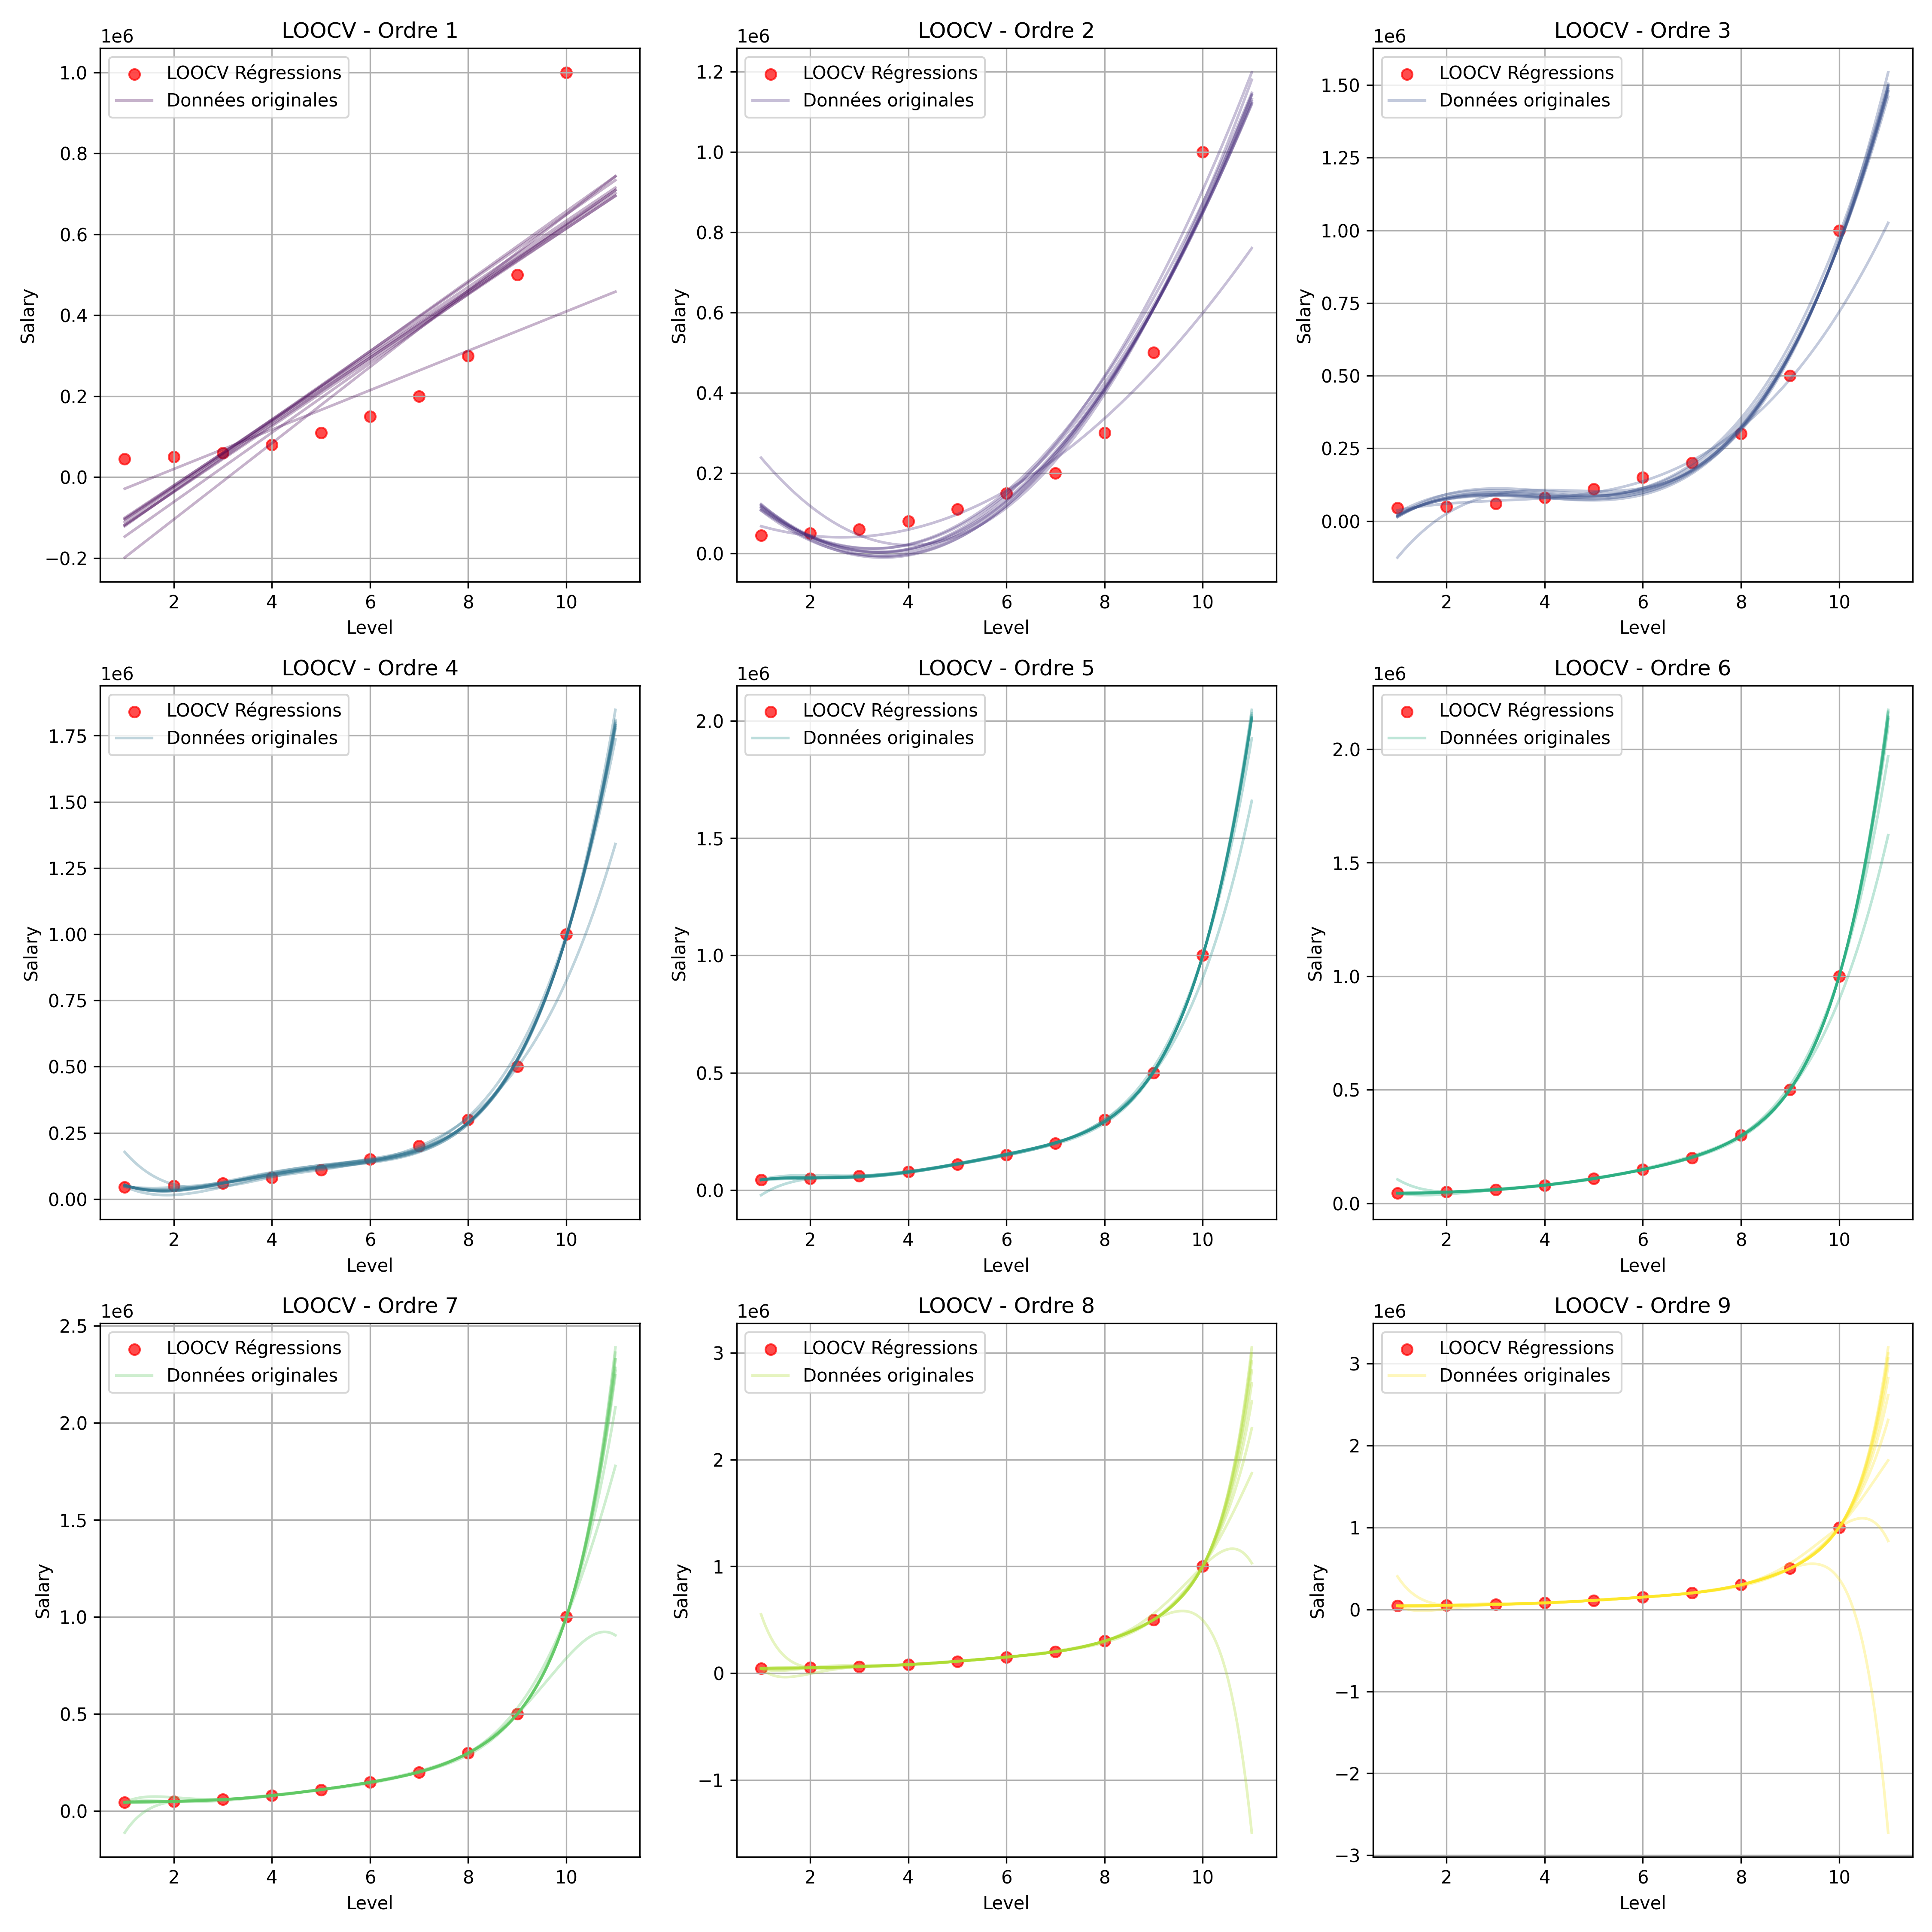 LOOCV - Ordre 1
1e6
LOOCV Régressions
Données originales
1.0
0.8
0.6
0.4
0.2
0.0
−0.2
Salary
2 4 6 8 10
Level
LOOCV - Ordre 2
1e6
LOOCV Régressions
Données originales
1.2
1.0
0.8
0.6
0.4
0.2
0.0
Salary
2 4 6 8 10
Level
LOOCV - Ordre 3
1e6
LOOCV Régressions
Données originales
1.50
1.25
1.00
0.75
0.50
0.25
0.00
Salary
2 4 6 8 10
Level
LOOCV - Ordre 4
1e6
LOOCV Régressions
Données originales
1.75
1.50
1.25
1.00
0.75
0.50
0.25
0.00
Salary
2 4 6 8 10
Level
LOOCV - Ordre 5
1e6
LOOCV Régressions
Données originales
2.0
1.5
1.0
0.5
0.0
Salary
2 4 6 8 10
Level
LOOCV - Ordre 6
1e6
LOOCV Régressions
Données originales
2.0
1.5
1.0
0.5
0.0
Salary
2 4 6 8 10
Level
LOOCV - Ordre 7
1e6
LOOCV Régressions
Données originales
2.5
2.0
1.5
1.0
0.5
0.0
Salary
2 4 6 8 10
Level
LOOCV - Ordre 8
1e6
LOOCV Régressions
Données originales
3
2
1
0
−1
Salary
2 4 6 8 10
Level
LOOCV - Ordre 9
1e6
LOOCV Régressions
Données originales
3
2
1
0
−1
−2
−3
Salary
2 4 6 8 10
Level